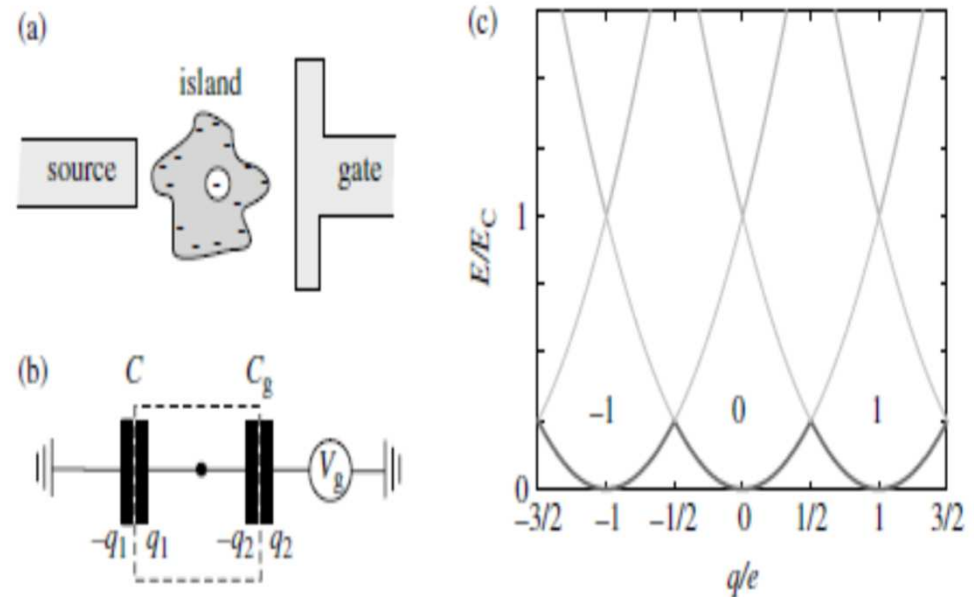 (a)
source
island
gate
(b)
C
C_g
V_g
−q_1 q_1 −q_2 q_2
(c)
E/E_C
1
0
−1 0 1
−3/2 −1 −1/2 0 1/2 1 3/2
q/e